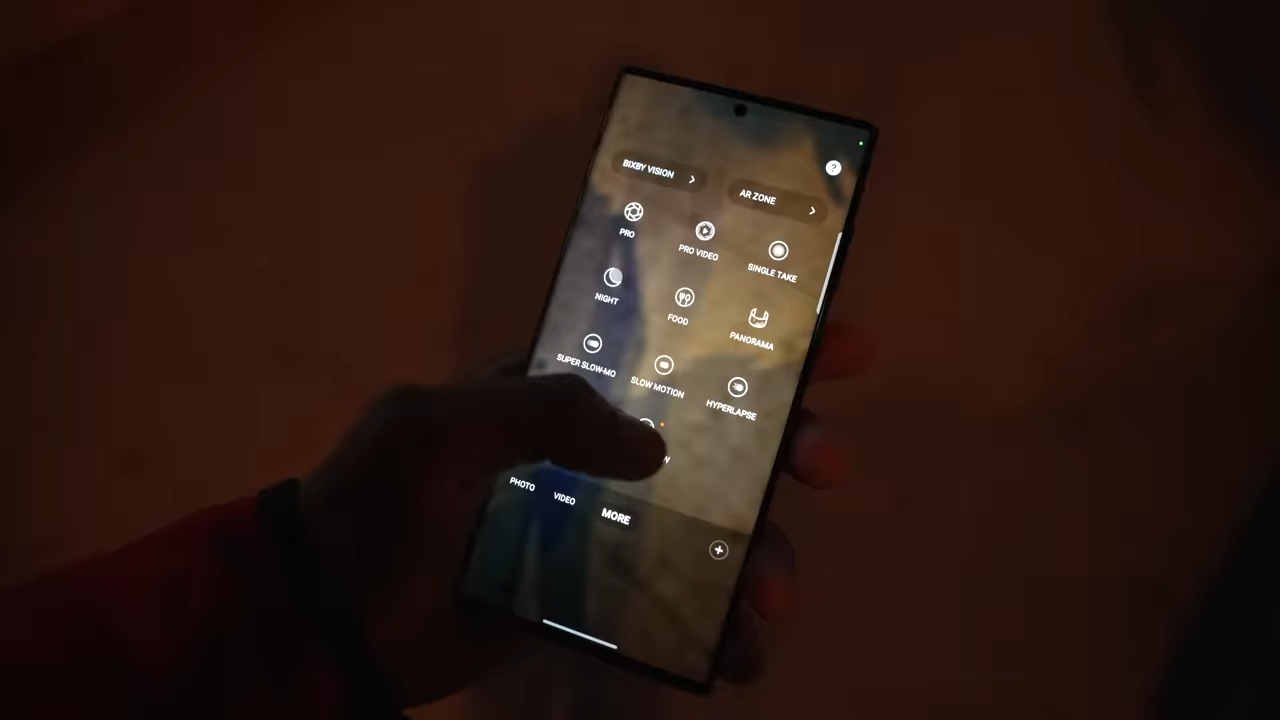 BIXBY VISION
AR ZONE
PRO
PRO VIDEO
SINGLE TAKE
NIGHT
FOOD
PANORAMA
SUPER SLOW-MO
SLOW MOTION
HYPERLAPSE
PHOTO
VIDEO
MORE